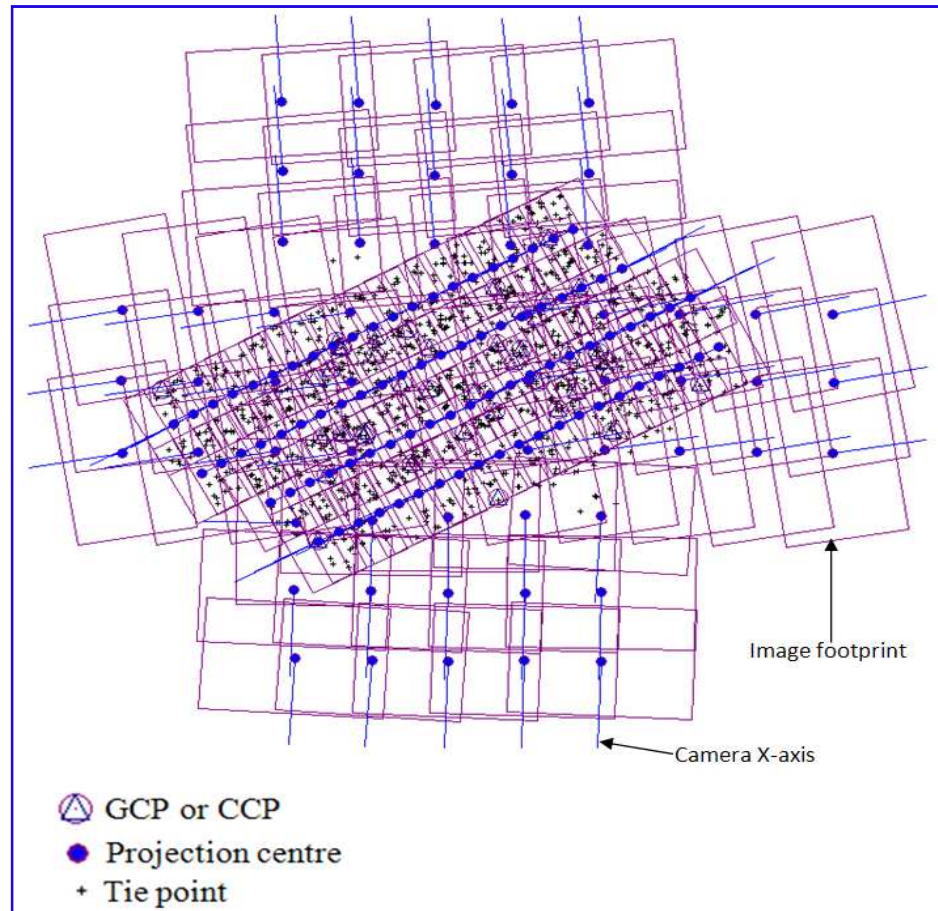 Image footprint
Camera X-axis
GCP or CCP
Projection centre
Tie point